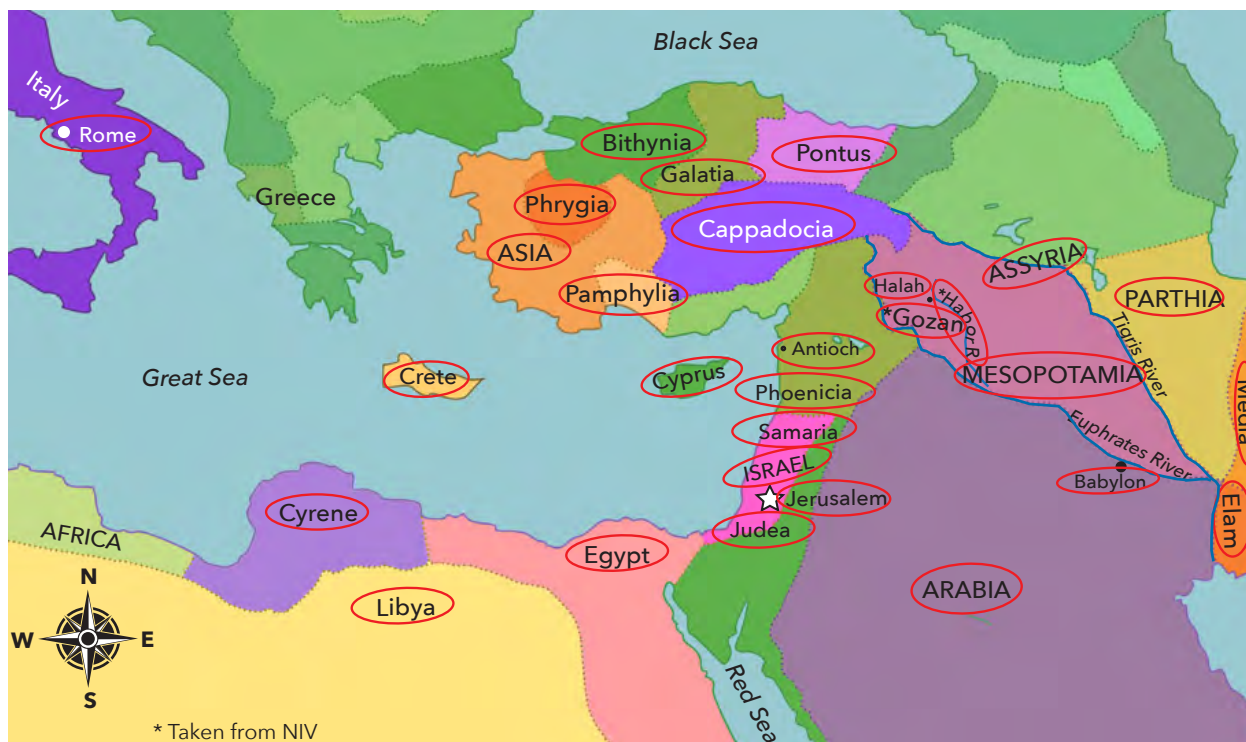 Black Sea
Italy
Rome
Bithynia
Pontus
Galatia
Greece
Phrygia
Cappadocia
ASIA
ASSYRIA
Pamphylia
Halah
*Habor R.
PARTHIA
*Gozan
Tigris River
Antioch
Great Sea
Crete
Cyprus
MESOPOTAMIA
Phoenicia
Media
Samaria
Euphrates River
ISRAEL
Babylon
Jerusalem
Cyrene
Elam
Judea
AFRICA
Egypt
N
ARABIA
Libya
W E
S
Red Sea
* Taken from NIV